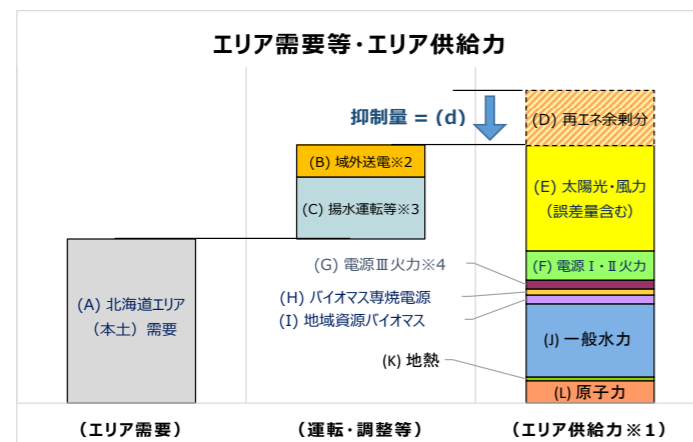 エリア需要等・エリア供給力
抑制量 = (d)
(D) 再エネ余剰分
(B) 域外送電※2
(C) 揚水運転等※3
(E) 太陽光・風力
(誤差量含む)
(G) 電源Ⅲ火力※4
(F) 電源Ⅰ・Ⅱ火力
(A) 北海道エリア
(本土) 需要
(H) バイオマス専焼電源
(I) 地域資源バイオマス
(J) 一般水力
(K) 地熱
(L) 原子力
(エリア需要)
(運転・調整等)
(エリア供給力※1)